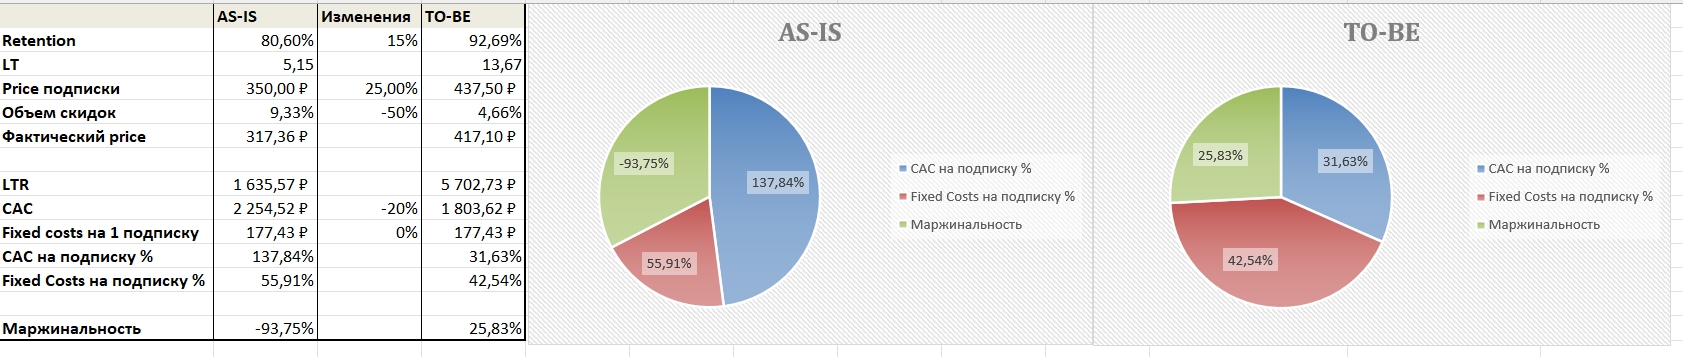 AS-IS Изменения TO-BE
Retention 80,60% 15% 92,69%
LT 5,15 13,67
Price подписки 350,00 ₽ 25,00% 437,50 ₽
Объем скидок 9,33% -50% 4,66%
Фактический price 317,36 ₽ 417,10 ₽
LTR 1 635,57 ₽ 5 702,73 ₽
CAC 2 254,52 ₽ -20% 1 803,62 ₽
Fixed costs на 1 подписку 177,43 ₽ 0% 177,43 ₽
CAC на подписку % 137,84% 31,63%
Fixed Costs на подписку % 55,91% 42,54%
Маржинальность -93,75% 25,83%
AS-IS
-93,75%
137,84%
55,91%
CAC на подписку %
Fixed Costs на подписку %
Маржинальность
TO-BE
25,83%
31,63%
42,54%
CAC на подписку %
Fixed Costs на подписку %
Маржинальность